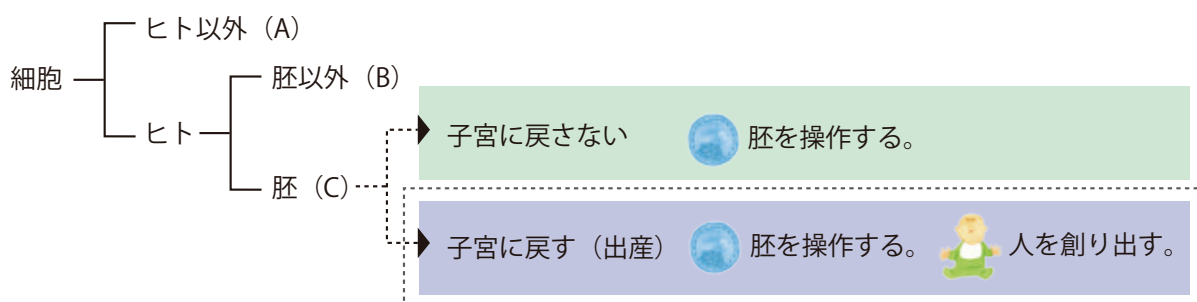 ヒト以外（A）
細胞
胚以外（B）
ヒト
子宮に戻さない 胚を操作する。
胚（C）
子宮に戻す（出産） 胚を操作する。 人を創り出す。